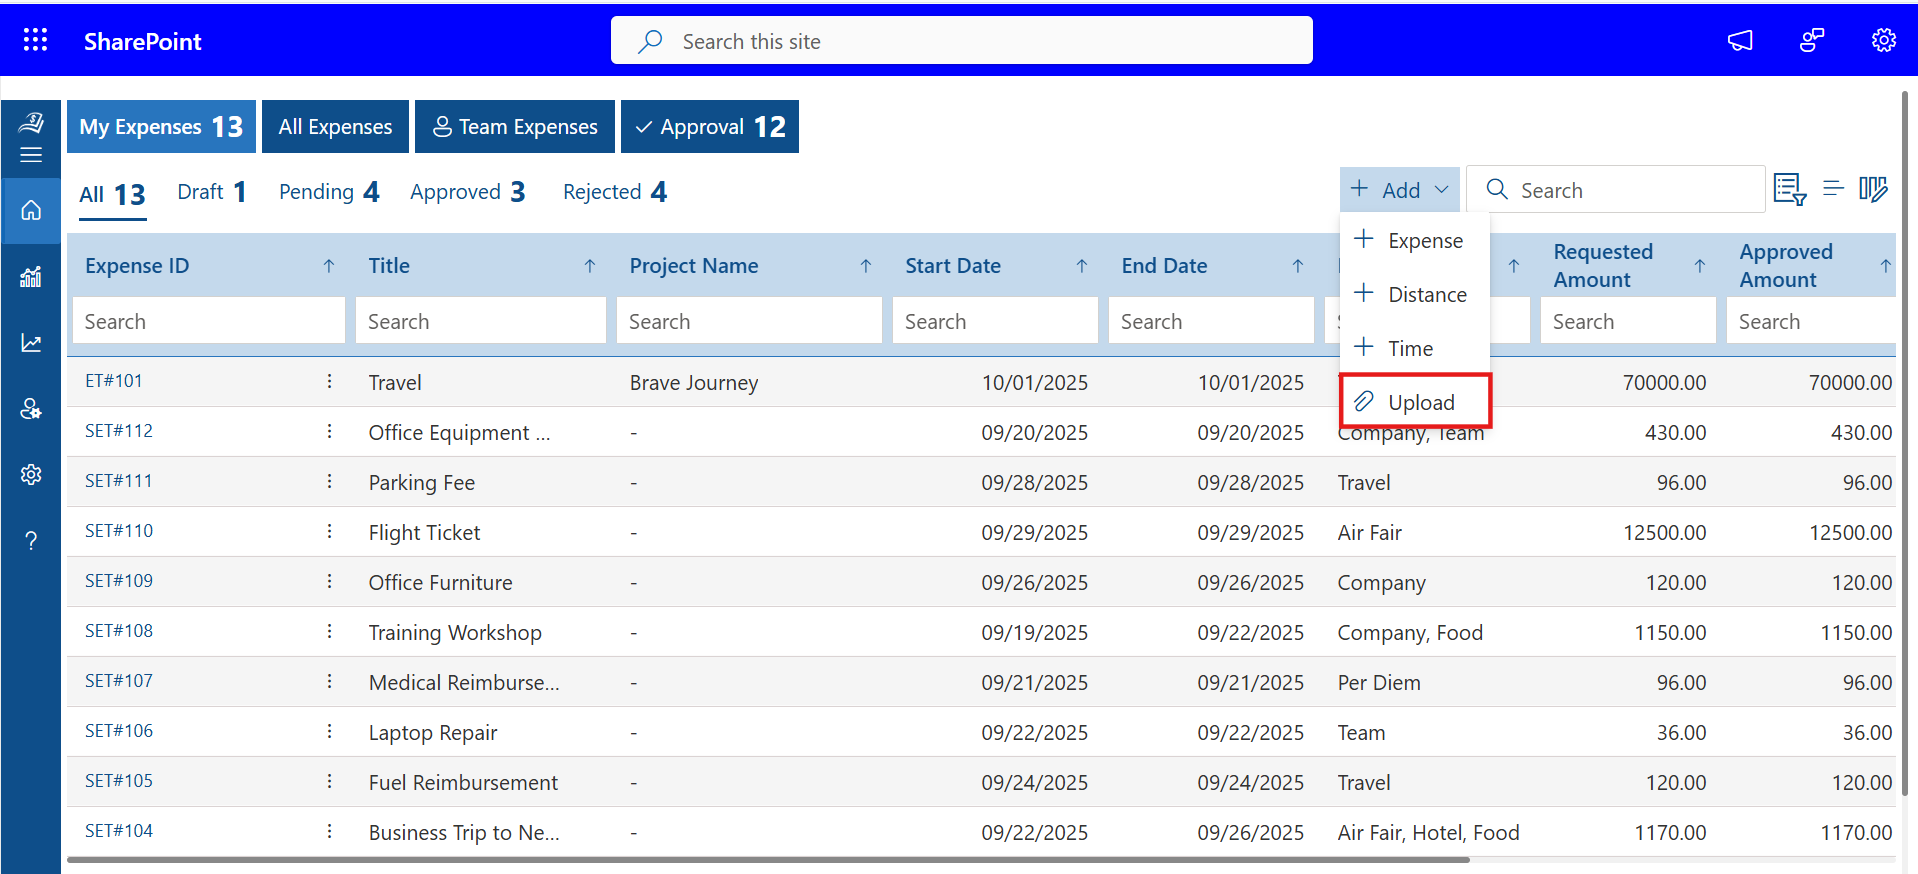 SharePoint
Search this site
My Expenses 13
All Expenses
Team Expenses
Approval 12
All 13
Draft 1
Pending 4
Approved 3
Rejected 4
+ Add
Search
+ Expense
+ Distance
+ Time
Upload
Expense ID
Title
Project Name
Start Date
End Date
Requested Amount
Approved Amount
Search
Search
Search
Search
Search
Search
Search
ET#101 Travel Brave Journey 10/01/2025 10/01/2025 70000.00 70000.00
SET#112 Office Equipment ... - 09/20/2025 09/20/2025 Company, Team 430.00 430.00
SET#111 Parking Fee - 09/28/2025 09/28/2025 Travel 96.00 96.00
SET#110 Flight Ticket - 09/29/2025 09/29/2025 Air Fair 12500.00 12500.00
SET#109 Office Furniture - 09/26/2025 09/26/2025 Company 120.00 120.00
SET#108 Training Workshop - 09/19/2025 09/22/2025 Company, Food 1150.00 1150.00
SET#107 Medical Reimburse... - 09/21/2025 09/21/2025 Per Diem 96.00 96.00
SET#106 Laptop Repair - 09/22/2025 09/22/2025 Team 36.00 36.00
SET#105 Fuel Reimbursement - 09/24/2025 09/24/2025 Travel 120.00 120.00
SET#104 Business Trip to Ne... - 09/22/2025 09/26/2025 Air Fair, Hotel, Food 1170.00 1170.00